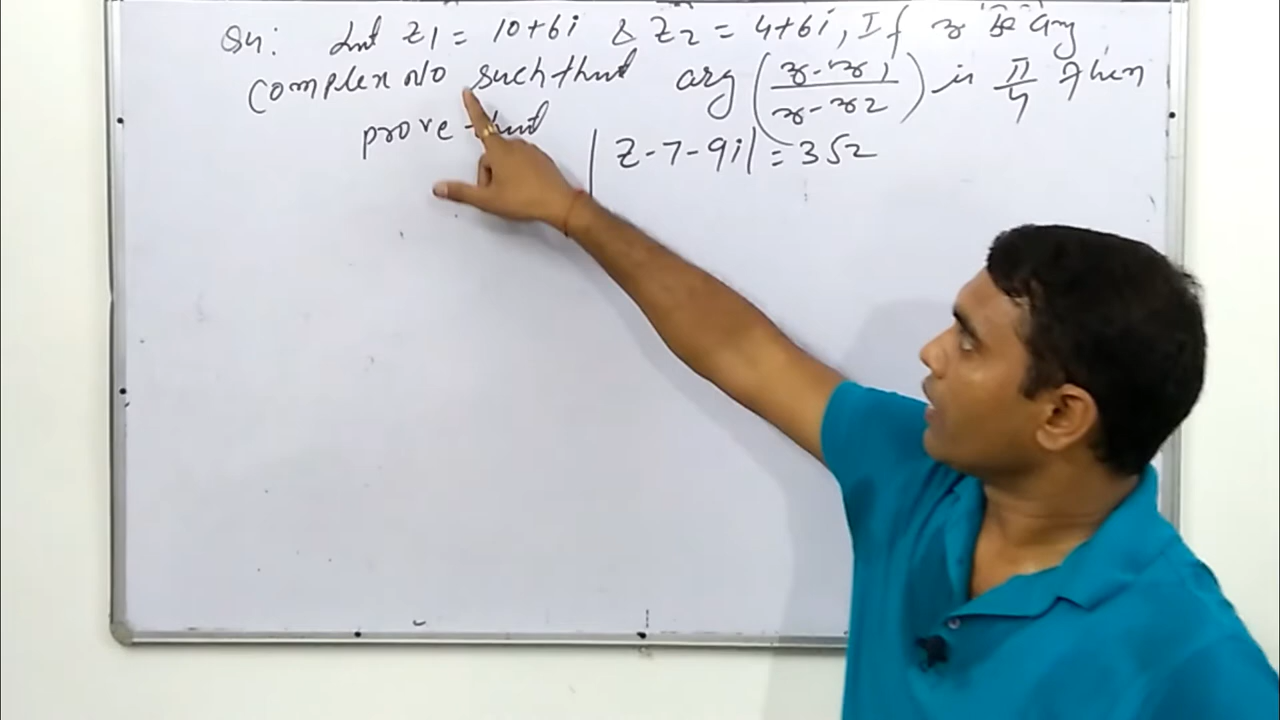 Q4: Let Z1 = 10+6i & Z2 = 4+6i, If z be any
Complex No such that arg (z-z1 / z-z2) is π/4 then
prove that
|Z-7-9i| = 3√2